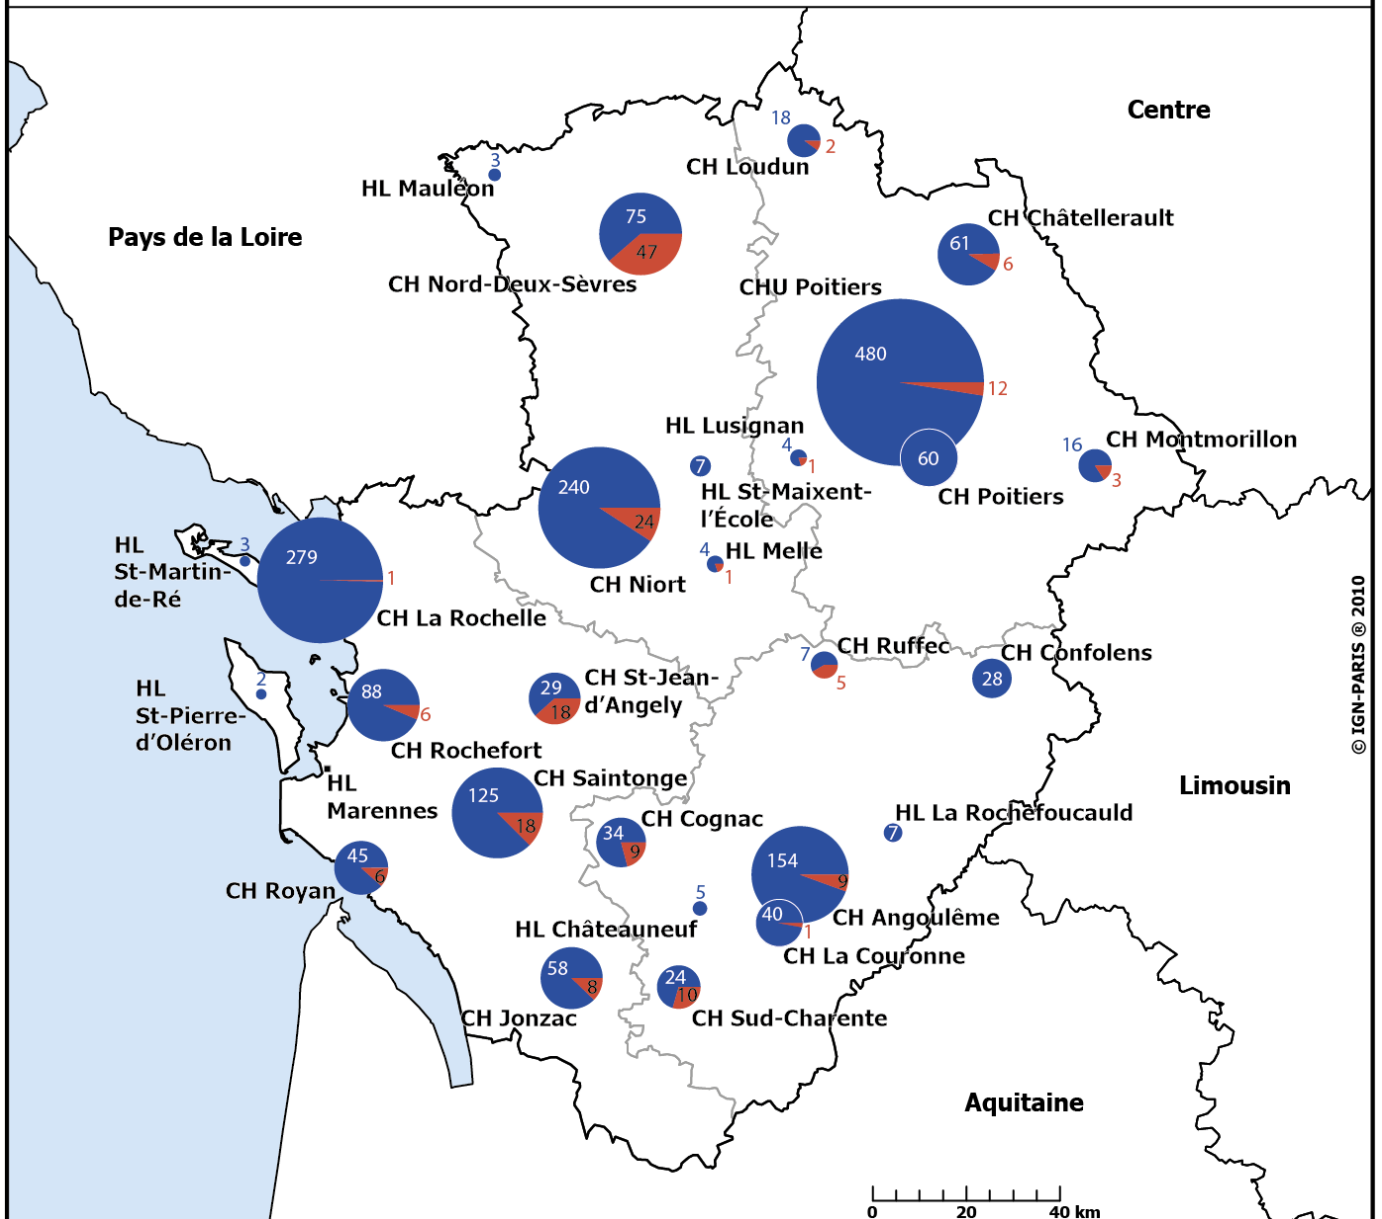 Centre
18
2
CH Loudun
3
HL Mauléon
CH Châtellerault
75
47
Pays de la Loire
61
6
CH Nord-Deux-Sèvres
CHU Poitiers
480
12
HL Lusignan
4
1
16
CH Montmorillon
3
7
60
CH Poitiers
HL St-Maixent-
l’École
240
24
CH Niort
4
HL Melle
1
HL
St-Martin-
de-Ré
3
279
1
CH La Rochelle
© IGN-PARIS ® 2010
7
CH Ruffec
5
CH Confolens
28
HL
St-Pierre-
d’Oléron
2
88
6
CH Rochefort
29
18
CH St-Jean-
d’Angely
HL
Marennes
CH Saintonge
125
18
Limousin
CH Cognac
34
9
HL La Rochefoucauld
7
154
9
CH Angoulême
45
6
CH Royan
5
HL Châteauneuf
40
1
CH La Couronne
58
8
CH Jonzac
24
10
CH Sud-Charente
Aquitaine
0 20 40 km